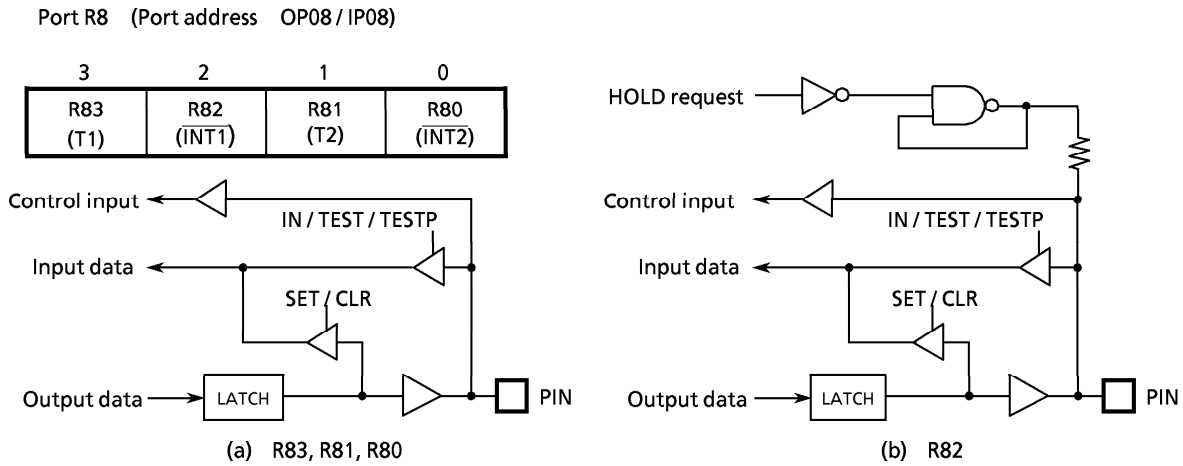 Port R8 (Port address OP08 / IP08)
3 2 1 0
R83 R82 R81 R80
(T1) (INT1) (T2) (INT2)
Control input
IN / TEST / TESTP
Input data
SET / CLR
Output data LATCH PIN
(a) R83, R81, R80
HOLD request
Control input
IN / TEST / TESTP
Input data
SET / CLR
Output data LATCH PIN
(b) R82